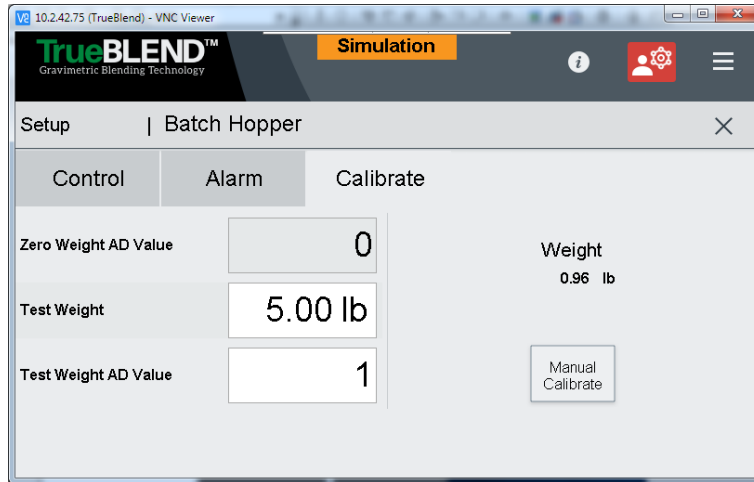 10.2.42.75 (TrueBlend) - VNC Viewer
TrueBLEND™
Gravimetric Blending Technology
Simulation
i
Setup | Batch Hopper
Control Alarm Calibrate
Zero Weight AD Value 0
Weight
0.96 lb
Test Weight 5.00 lb
Test Weight AD Value 1
Manual
Calibrate